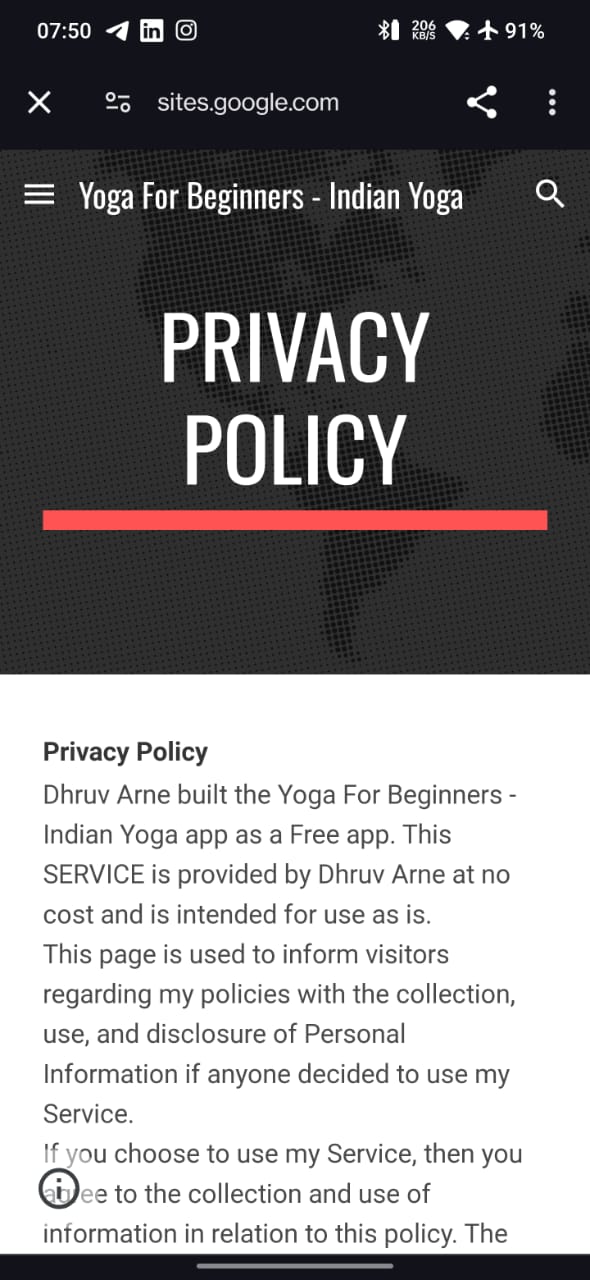 07:50
206
KB/S
91%
sites.google.com
Yoga For Beginners - Indian Yoga
PRIVACY
POLICY
Privacy Policy
Dhruv Arne built the Yoga For Beginners -
Indian Yoga app as a Free app. This
SERVICE is provided by Dhruv Arne at no
cost and is intended for use as is.
This page is used to inform visitors
regarding my policies with the collection,
use, and disclosure of Personal
Information if anyone decided to use my
Service.
If you choose to use my Service, then you
agree to the collection and use of
information in relation to this policy. The